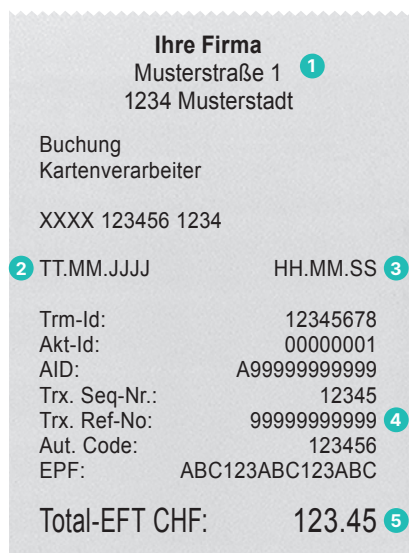 Ihre Firma
Musterstraße 1 1
1234 Musterstadt
Buchung
Kartenverarbeiter
XXXX 123456 1234
2 TT.MM.JJJJ HH.MM.SS 3
Trm-Id: 12345678
Akt-Id: 00000001
AID: A99999999999
Trx. Seq-Nr.: 12345
Trx. Ref-No: 99999999999 4
Aut. Code: 123456
EPF: ABC123ABC123ABC
Total-EFT CHF: 123.45 5